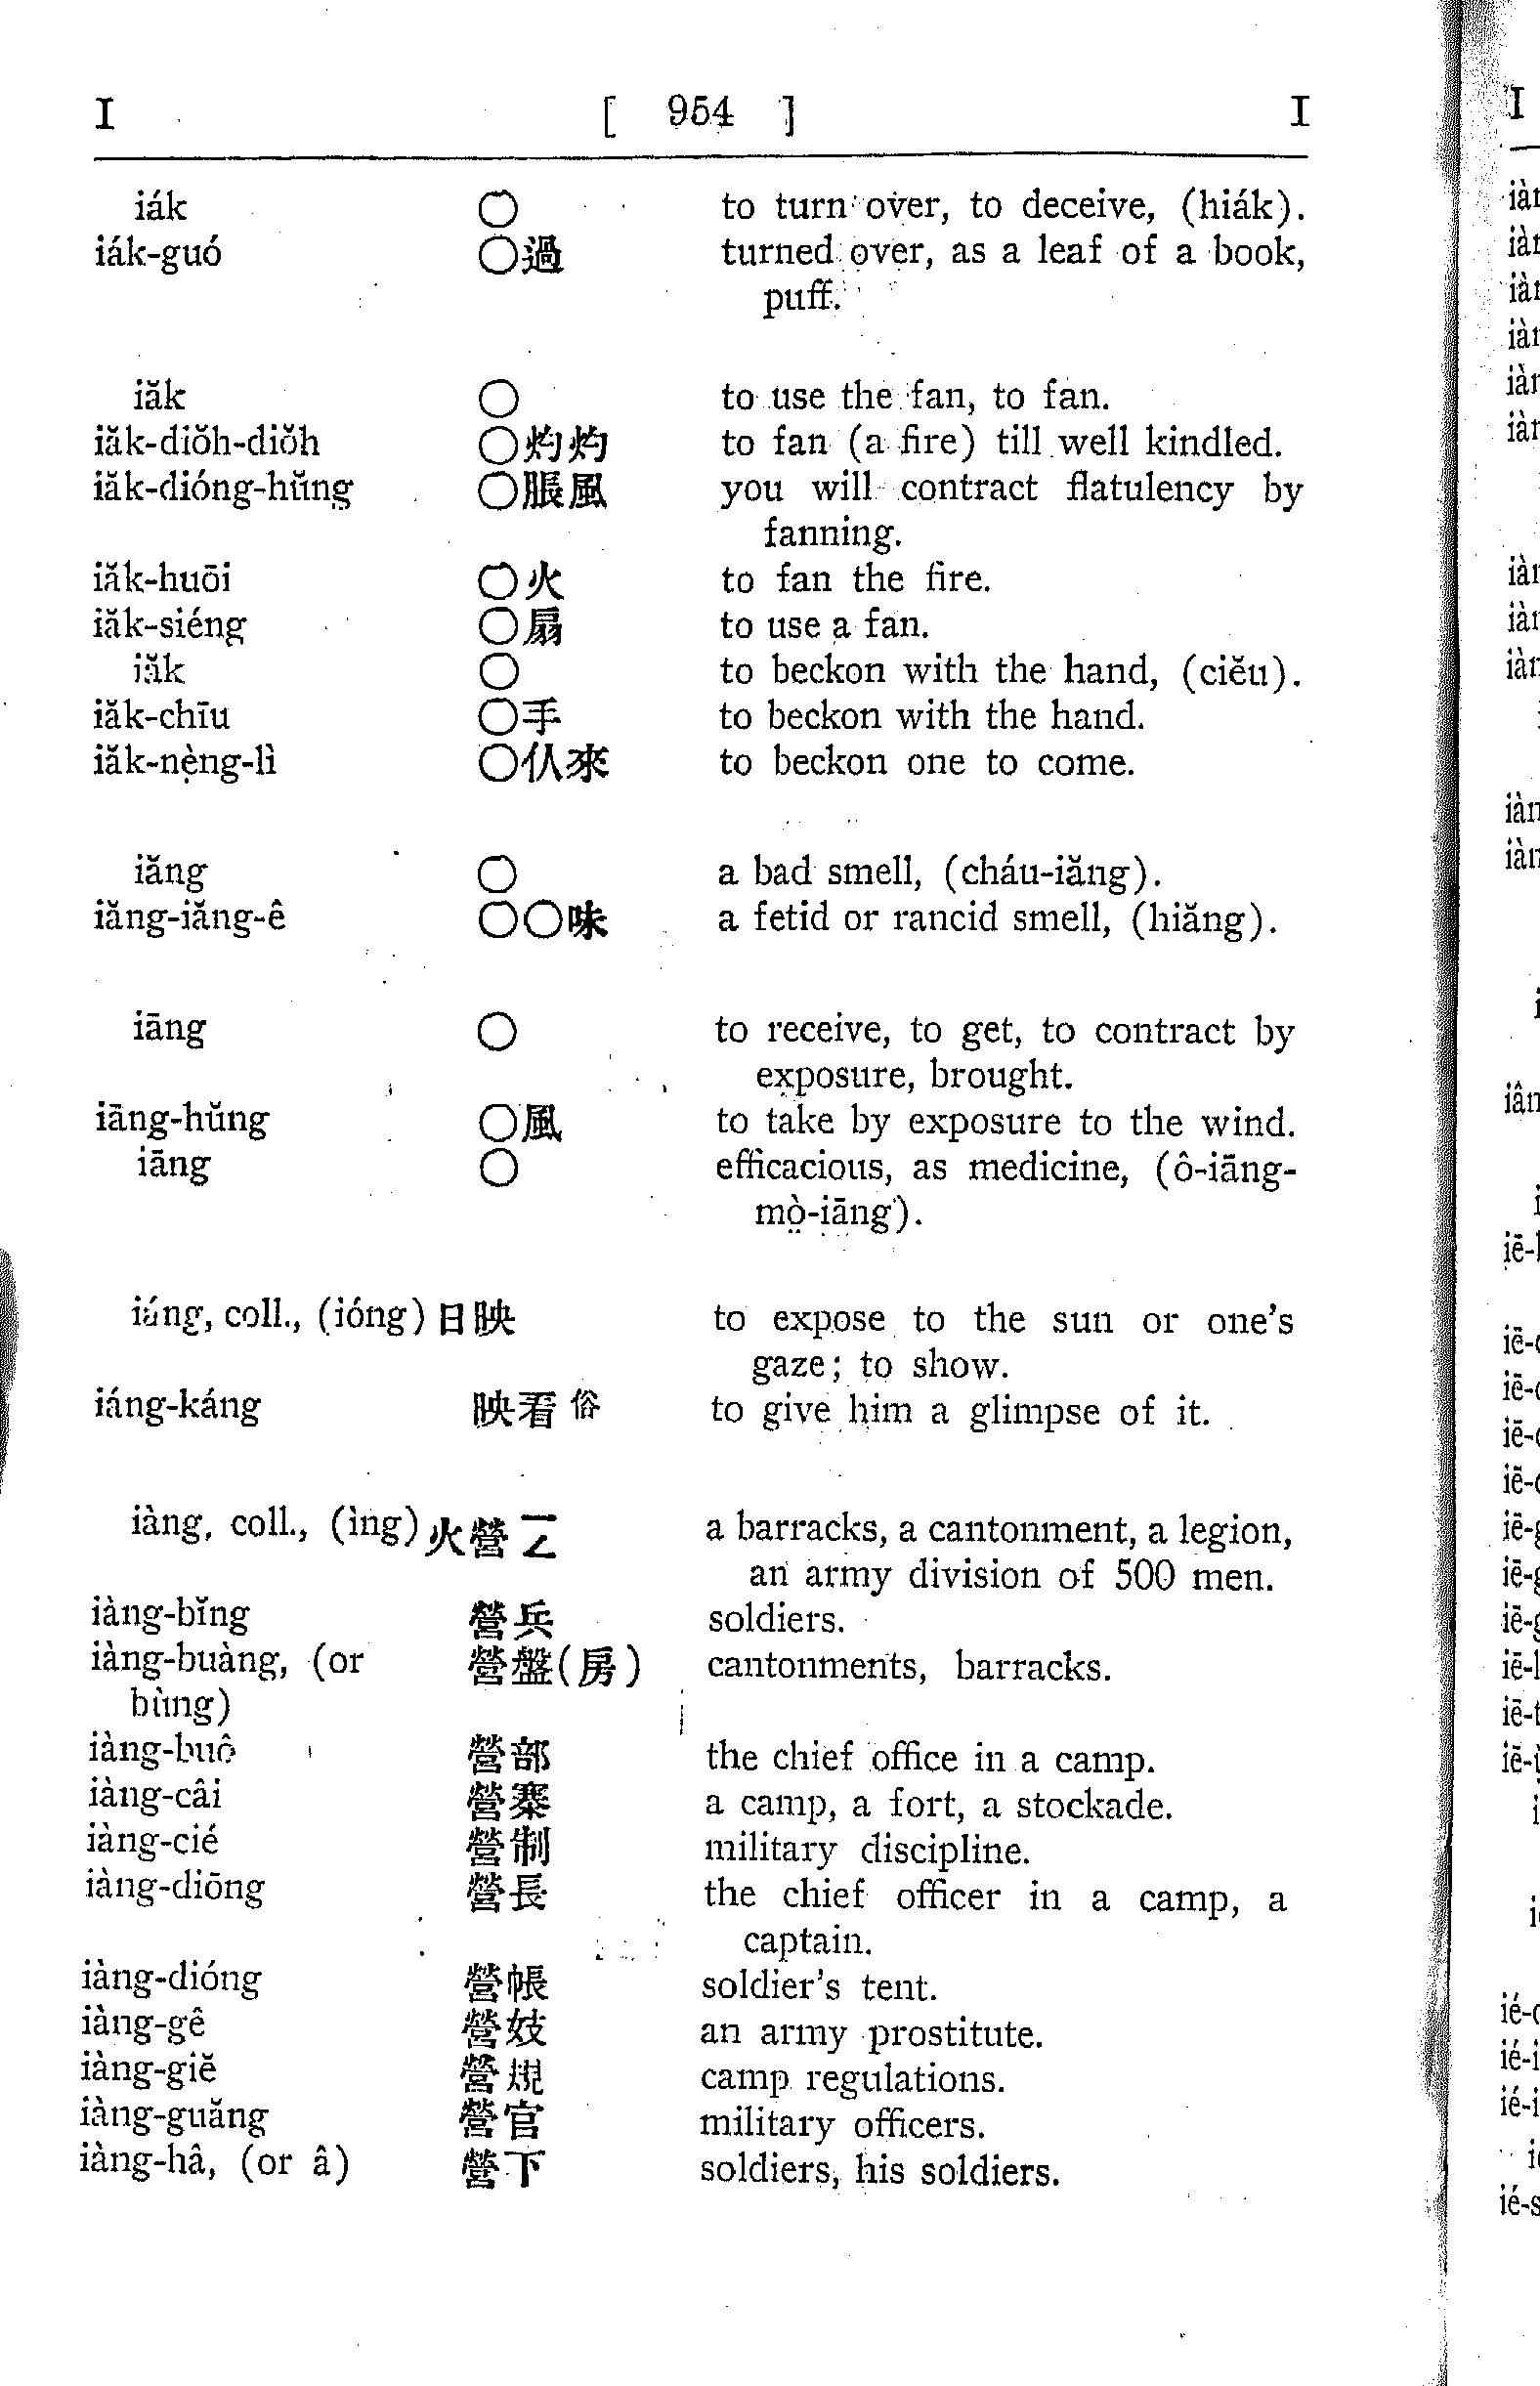 I [ 954 ] I
iák ○ to turn over, to deceive, (hiák).
iák-guó ○過 turned over, as a leaf of a book,
puff.
iăk ○ to use the fan, to fan.
iăk-diŏh-diŏh ○灼灼 to fan (a fire) till well kindled.
iăk-dióng-hŭng ○脹風 you will contract flatulency by
fanning.
iăk-huōi ○火 to fan the fire.
iăk-siéng ○扇 to use a fan.
iăk ○ to beckon with the hand, (ciĕu).
iăk-chīu ○手 to beckon with the hand.
iăk-nè̤ng-lì ○仈來 to beckon one to come.
iăng ○ a bad smell, (cháu-iăng).
iăng-iăng-ê ○○味 a fetid or rancid smell, (hiăng).
iāng ○ to receive, to get, to contract by
exposure, brought.
iāng-hŭng ○風 to take by exposure to the wind.
iāng ○ efficacious, as medicine, (ô-iāng-
mò̤-iāng).
iáng, coll., (ióng) 日映 to expose to the sun or one's
gaze; to show.
iáng-káng 映看俗 to give him a glimpse of it.
iàng, coll., (ìng) 火營 a barracks, a cantonment, a legion,
an army division of 500 men.
iàng-bĭng 營兵 soldiers.
iàng-buàng, (or 營盤(房) cantonments, barracks.
bùng)
iàng-buô 營部 the chief office in a camp.
iàng-câi 營寨 a camp, a fort, a stockade.
iàng-cié 營制 military discipline.
iàng-diōng 營長 the chief officer in a camp, a
captain.
iàng-dióng 營帳 soldier's tent.
iàng-gê 營妓 an army prostitute.
iàng-giĕ 營規 camp regulations.
iàng-guăng 營官 military officers.
iàng-hâ, (or â) 營下 soldiers, his soldiers.